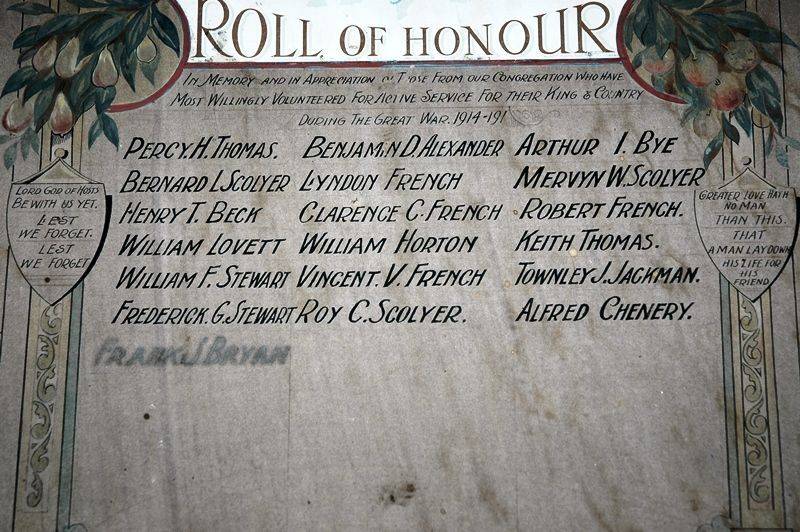 ROLL OF HONOUR
IN MEMORY AND IN APPRECIATION OF THOSE FROM OUR CONGREGATION WHO HAVE
MOST WILLINGLY VOLUNTEERED FOR ACTIVE SERVICE FOR THEIR KING & COUNTRY
DURING THE GREAT WAR. 1914-191
PERCY.H.THOMAS. BENJAMIN D.ALEXANDER ARTHUR I. BYE
BERNARD I.SCOLYER LYNDON FRENCH MERVYN W.SCOLYER
HENRY T. BECK CLARENCE C.FRENCH ROBERT FRENCH.
WILLIAM LOVETT WILLIAM HORTON KEITH THOMAS.
WILLIAM F. STEWART VINCENT. V. FRENCH TOWNLEY J. JACKMAN.
FREDERICK. G. STEWART ROY C. SCOLYER. ALFRED CHENERY.
FRANK J BRYAN
LORD GOD OF HOSTS
BE WITH US YET.
LEST
WE FORGET.
LEST
WE FORGET
GREATER LOVE HATH
NO MAN
THAN THIS.
THAT
A MAN LAY DOWN
HIS LIFE FOR
HIS
FRIEND